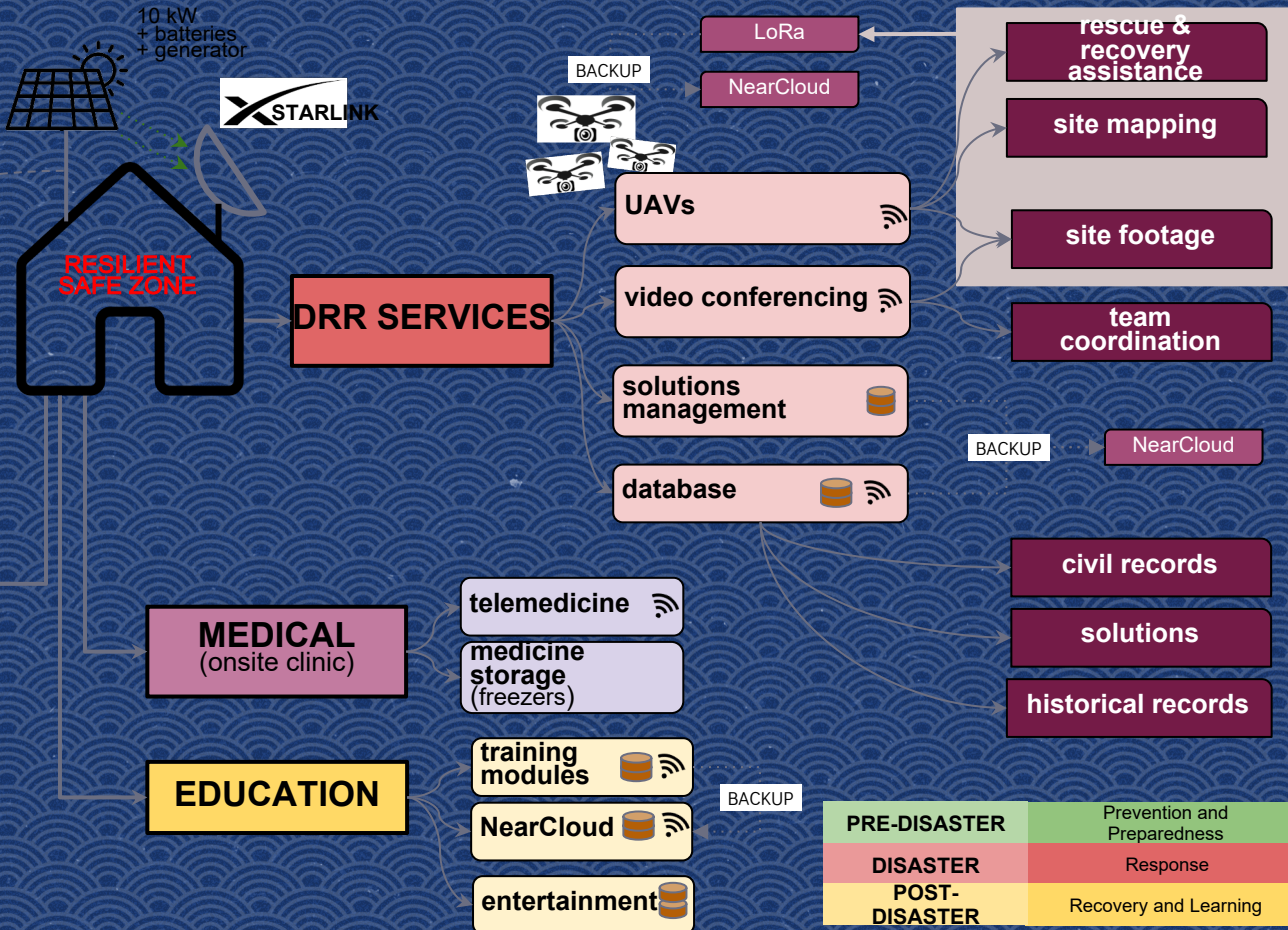 10 kW
+ batteries
+ generator
STARLINK
RESILIENT
SAFE ZONE
DRR SERVICES
BACKUP
LoRa
NearCloud
UAVs
video conferencing
solutions
management
database
rescue &
recovery
assistance
site mapping
site footage
team
coordination
BACKUP
NearCloud
civil records
solutions
historical records
MEDICAL
(onsite clinic)
telemedicine
medicine
storage
(freezers)
EDUCATION
training
modules
NearCloud
entertainment
BACKUP
PRE-DISASTER
Prevention and
Preparedness
DISASTER
Response
POST-
DISASTER
Recovery and Learning